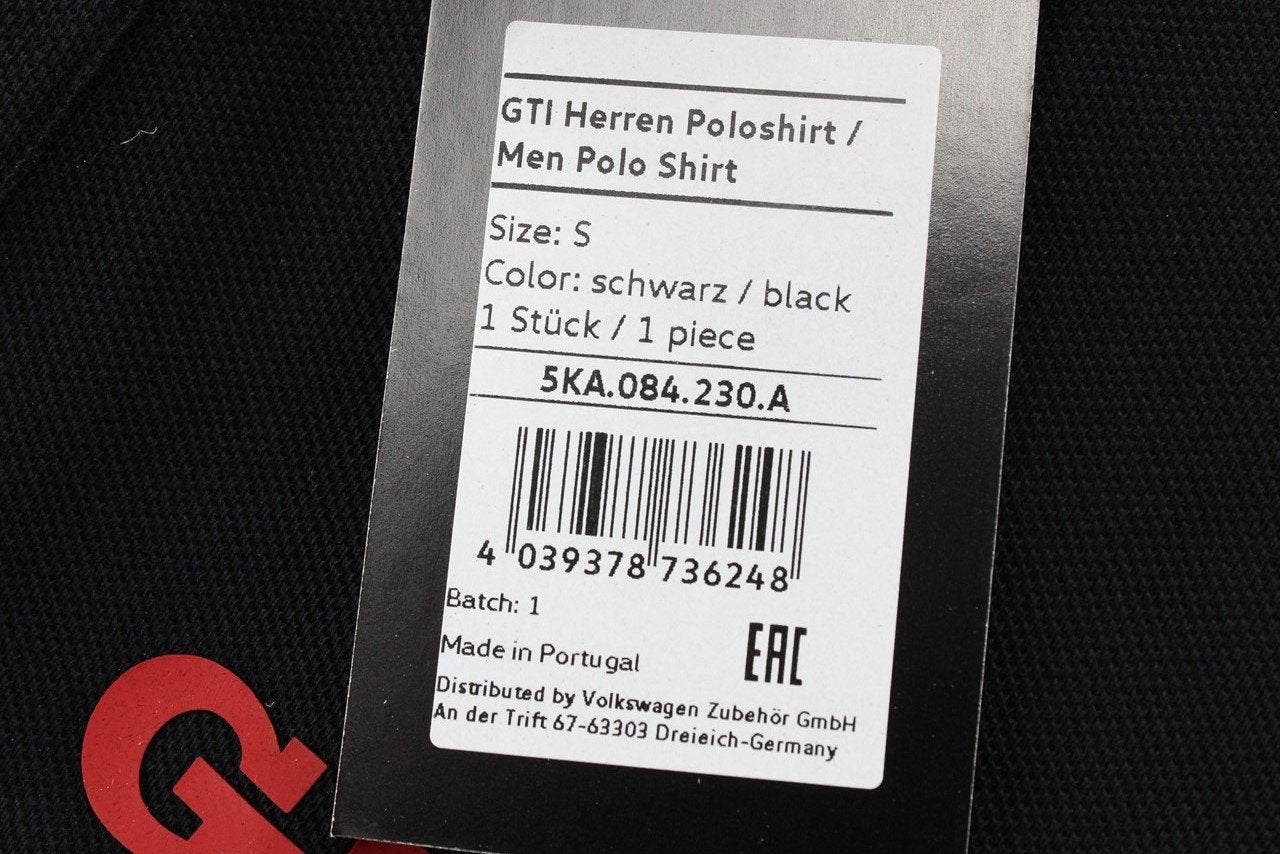 GTI Herren Poloshirt /
Men Polo Shirt
Size: S
Color: schwarz / black
1 Stück / 1 piece
5KA.084.230.A
4 039378 736248
Batch: 1
EAC
Made in Portugal
Distributed by Volkswagen Zubehör GmbH
An der Trift 67-63303 Dreieich-Germany
G